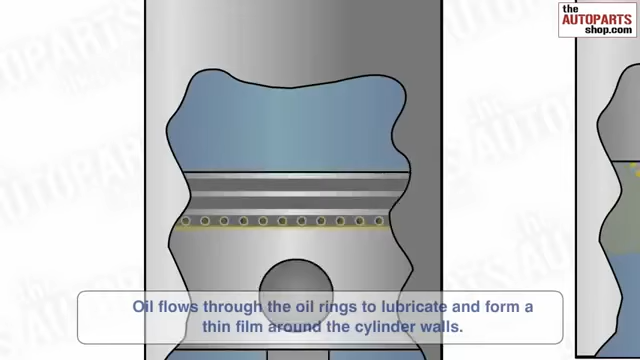 the
AUTOPARTS
shop.com
Oil flows through the oil rings to lubricate and form a
thin film around the cylinder walls.